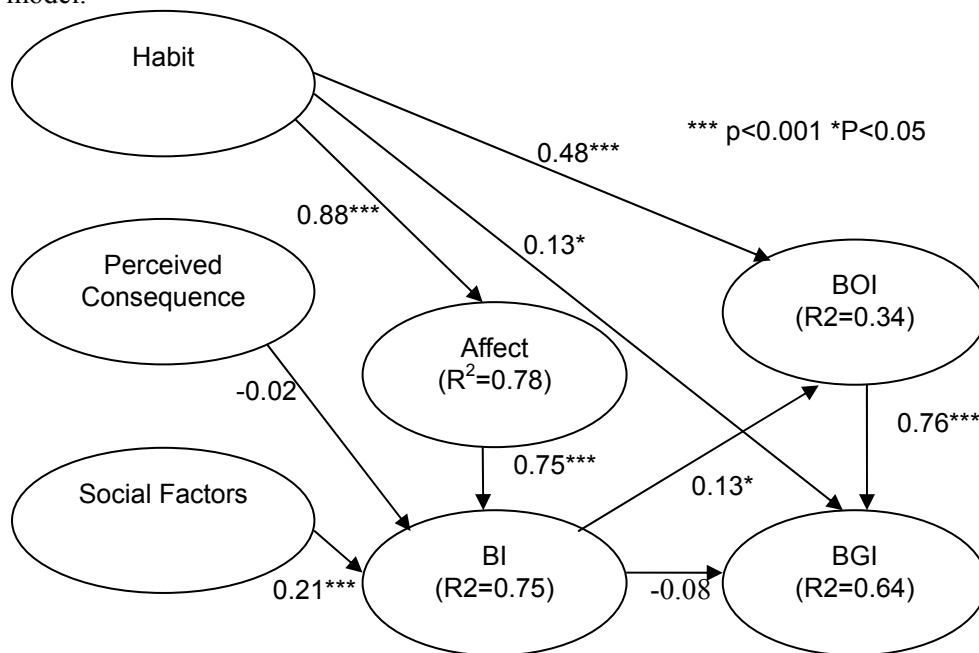 model.
Habit
*** p<0.001 *P<0.05
0.48***
0.88***
0.13*
Perceived
Consequence
BOI
(R2=0.34)
Affect
(R²=0.78)
-0.02
0.76***
0.75***
Social Factors
0.13*
BI
(R2=0.75)
BGI
(R2=0.64)
0.21***
-0.08